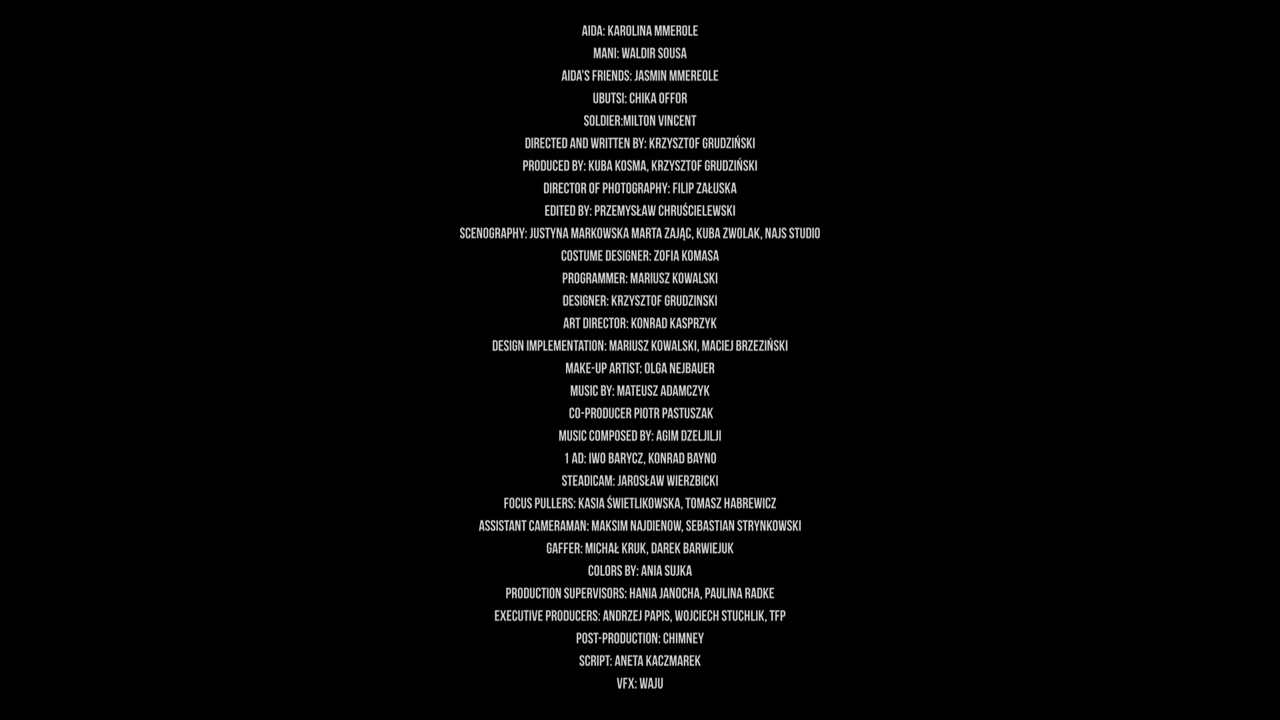 AIDA: KAROLINA MMEROLE
MANI: WALDIR SOUSA
AIDA'S FRIENDS: JASMIN MMEREOLE
UBUTSI: CHIKA OFFOR
SOLDIER:MILTON VINCENT
DIRECTED AND WRITTEN BY: KRZYSZTOF GRUDZIŃSKI
PRODUCED BY: KUBA KOSMA, KRZYSZTOF GRUDZIŃSKI
DIRECTOR OF PHOTOGRAPHY: FILIP ZAŁUSKA
EDITED BY: PRZEMYSŁAW CHRUŚCIELEWSKI
SCENOGRAPHY: JUSTYNA MARKOWSKA MARTA ZAJĄC, KUBA ZWOLAK, NAJS STUDIO
COSTUME DESIGNER: ZOFIA KOMASA
PROGRAMMER: MARIUSZ KOWALSKI
DESIGNER: KRZYSZTOF GRUDZINSKI
ART DIRECTOR: KONRAD KASPRZYK
DESIGN IMPLEMENTATION: MARIUSZ KOWALSKI, MACIEJ BRZEZIŃSKI
MAKE-UP ARTIST: OLGA NEJBAUER
MUSIC BY: MATEUSZ ADAMCZYK
CO-PRODUCER PIOTR PASTUSZAK
MUSIC COMPOSED BY: AGIM DZELJILJI
1 AD: IWO BARYCZ, KONRAD BAYNO
STEADICAM: JAROSŁAW WIERZBICKI
FOCUS PULLERS: KASIA ŚWIETLIKOWSKA, TOMASZ HABREWICZ
ASSISTANT CAMERAMAN: MAKSIM NAJDIENOW, SEBASTIAN STRYNKOWSKI
GAFFER: MICHAŁ KRUK, DAREK BARWIEJUK
COLORS BY: ANIA SUJKA
PRODUCTION SUPERVISORS: HANIA JANOCHA, PAULINA RADKE
EXECUTIVE PRODUCERS: ANDRZEJ PAPIS, WOJCIECH STUCHLIK, TFP
POST-PRODUCTION: CHIMNEY
SCRIPT: ANETA KACZMAREK
VFX: WAJU